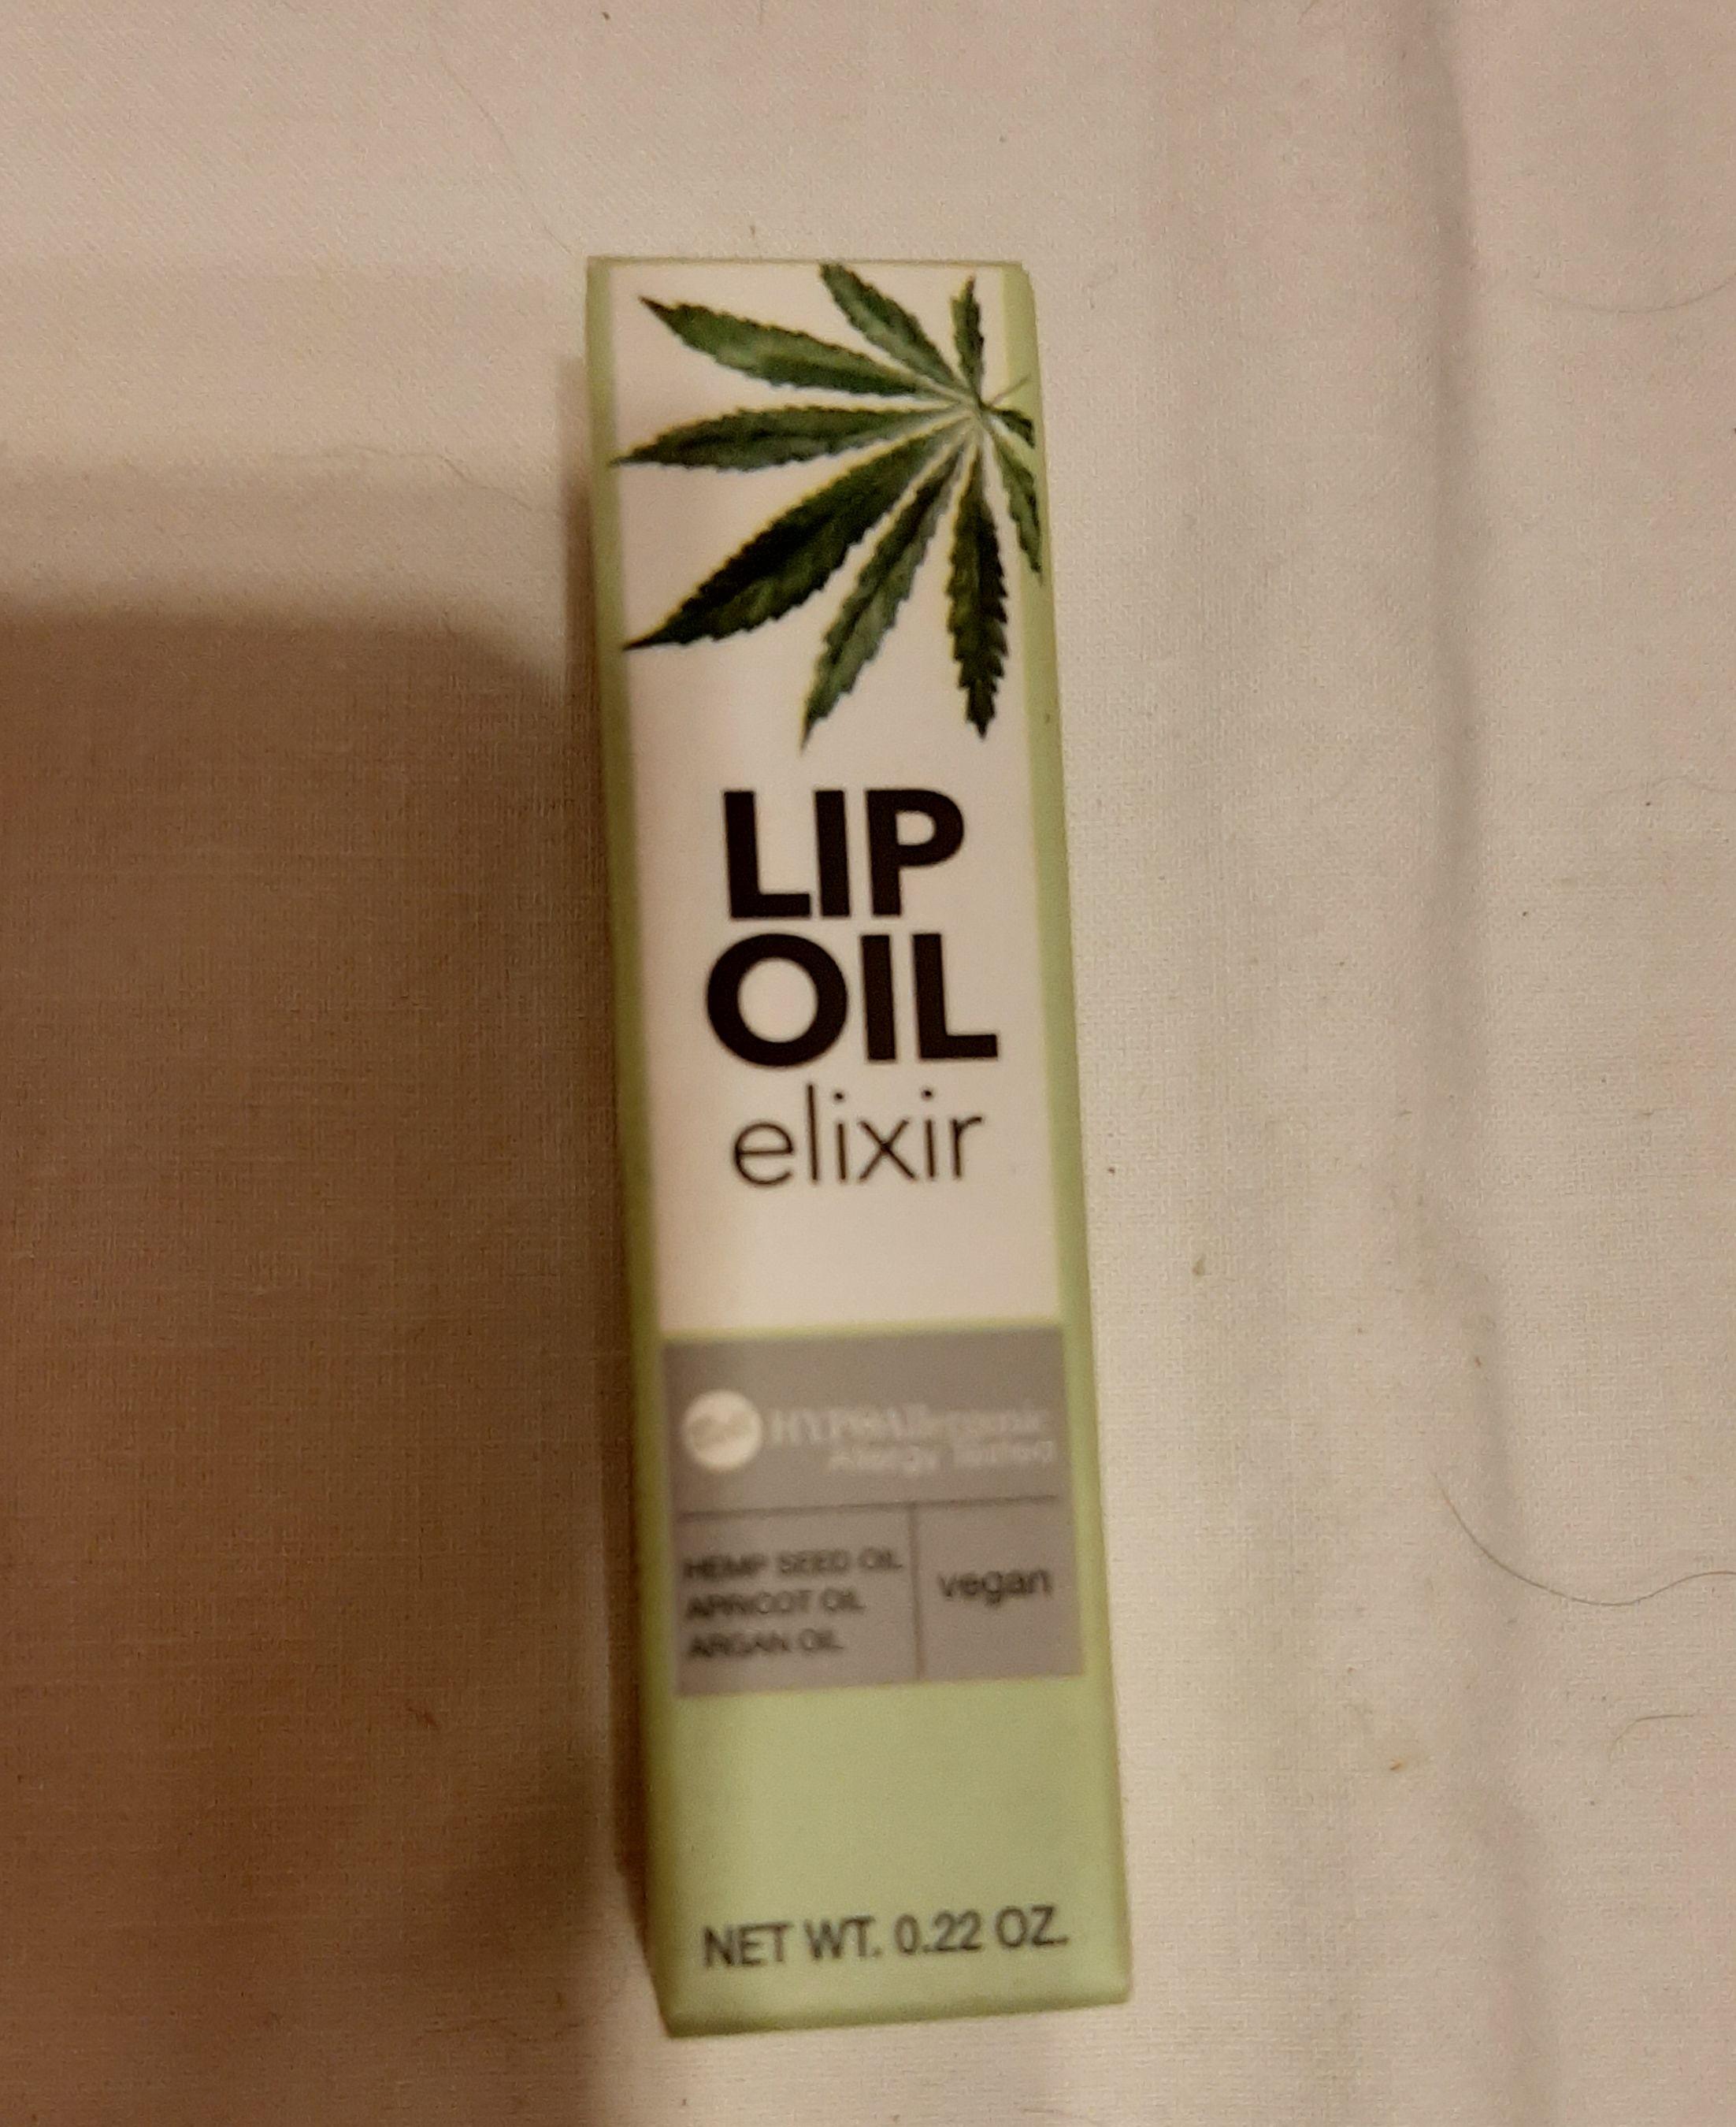 LIP
OIL
elixir
HYPOAllergenic
Allergy Tested
HEMP SEED OIL
APRICOT OIL
ARGAN OIL
vegan
NET WT. 0.22 OZ.